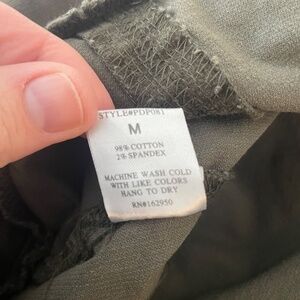 STYLE#PDP081
M
98% COTTON
2% SPANDEX
MACHINE WASH COLD
WITH LIKE COLORS
HANG TO DRY
RN#162950